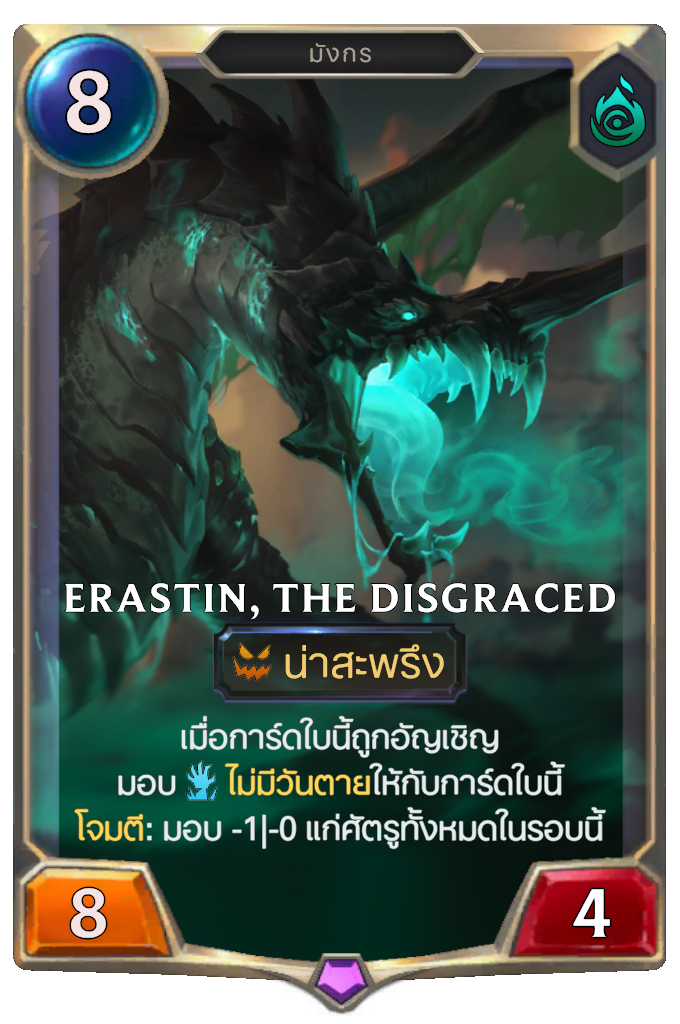 มังกร
8
ERASTIN, THE DISGRACED
น่าสะพรึง
เมื่อการ์ดใบนี้ถูกอัญเชิญ
มอบ ไม่มีวันตายให้กับการ์ดใบนี้
โจมตี: มอบ -1|-0 แก่ศัตรูทั้งหมดในรอบนี้
8
4